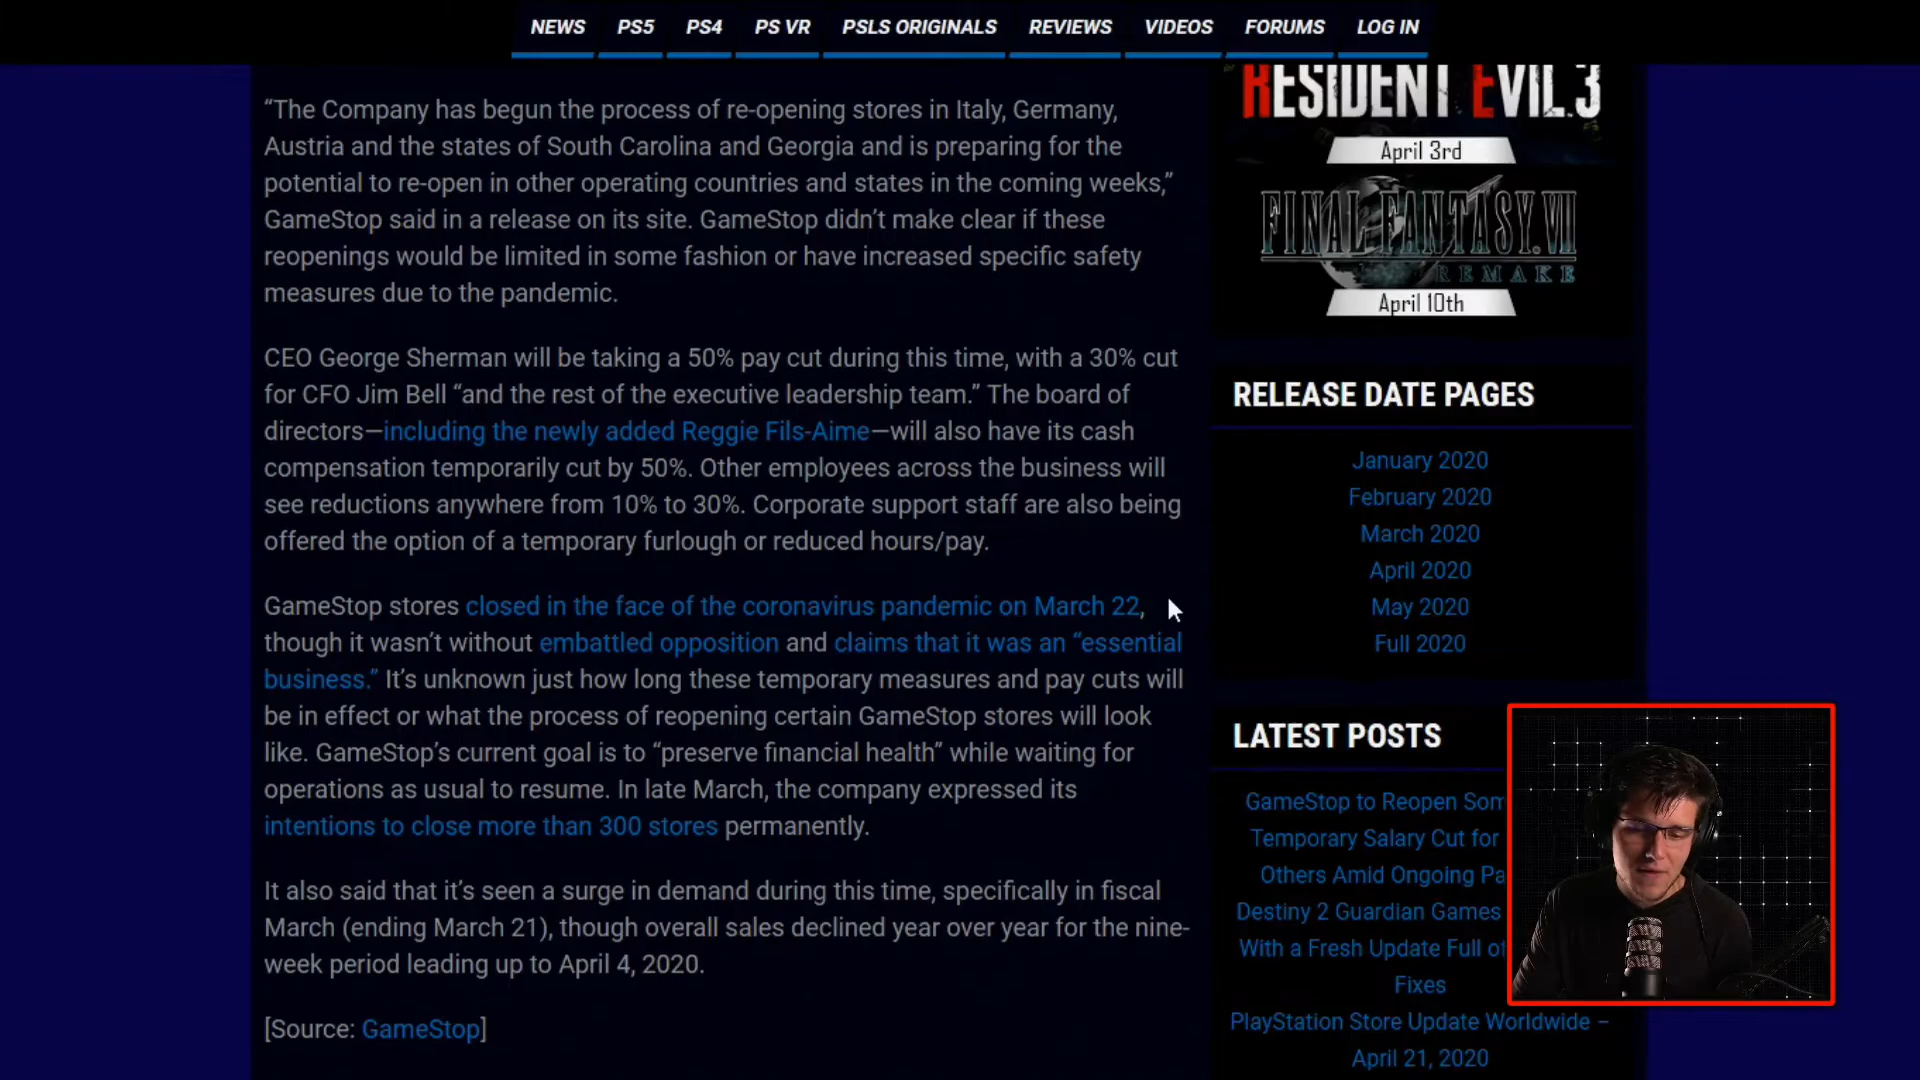 NEWS PS5 PS4 PS VR PSLS ORIGINALS REVIEWS VIDEOS FORUMS LOG IN
“The Company has begun the process of re-opening stores in Italy, Germany,
Austria and the states of South Carolina and Georgia and is preparing for the
potential to re-open in other operating countries and states in the coming weeks,”
GameStop said in a release on its site. GameStop didn’t make clear if these
reopenings would be limited in some fashion or have increased specific safety
measures due to the pandemic.
CEO George Sherman will be taking a 50% pay cut during this time, with a 30% cut
for CFO Jim Bell “and the rest of the executive leadership team.” The board of
directors—including the newly added Reggie Fils-Aime—will also have its cash
compensation temporarily cut by 50%. Other employees across the business will
see reductions anywhere from 10% to 30%. Corporate support staff are also being
offered the option of a temporary furlough or reduced hours/pay.
GameStop stores closed in the face of the coronavirus pandemic on March 22,
though it wasn’t without embattled opposition and claims that it was an “essential
business.” It’s unknown just how long these temporary measures and pay cuts will
be in effect or what the process of reopening certain GameStop stores will look
like. GameStop’s current goal is to “preserve financial health” while waiting for
operations as usual to resume. In late March, the company expressed its
intentions to close more than 300 stores permanently.
It also said that it’s seen a surge in demand during this time, specifically in fiscal
March (ending March 21), though overall sales declined year over year for the nine-
week period leading up to April 4, 2020.
[Source: GameStop]
RESIDENT EVIL 3
April 3rd
FINAL FANTASY VII
REMAKE
April 10th
RELEASE DATE PAGES
January 2020
February 2020
March 2020
April 2020
May 2020
Full 2020
LATEST POSTS
GameStop to Reopen Som
Temporary Salary Cut for
Others Amid Ongoing Pa
Destiny 2 Guardian Games
With a Fresh Update Full of
Fixes
PlayStation Store Update Worldwide –
April 21, 2020